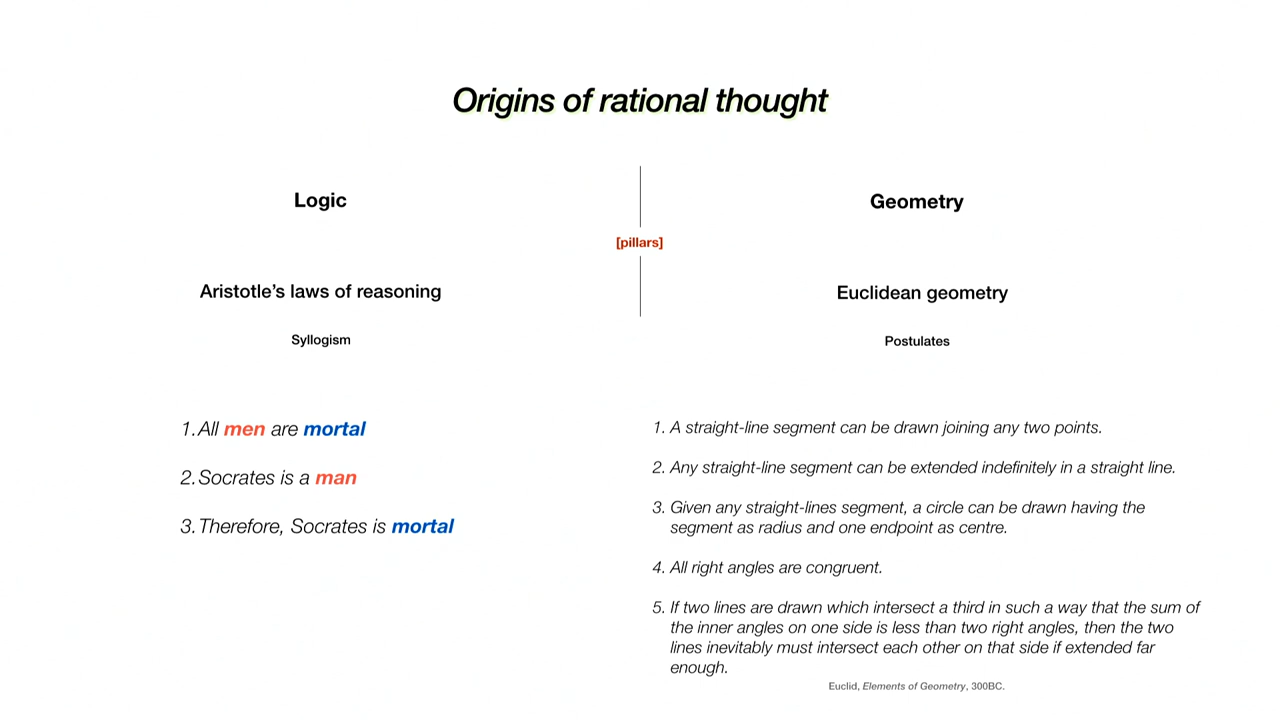 Origins of rational thought
Logic
Geometry
[pillars]
Aristotle’s laws of reasoning
Euclidean geometry
Syllogism
Postulates
1. All men are mortal
2. Socrates is a man
3. Therefore, Socrates is mortal
1. A straight-line segment can be drawn joining any two points.
2. Any straight-line segment can be extended indefinitely in a straight line.
3. Given any straight-lines segment, a circle can be drawn having the
segment as radius and one endpoint as centre.
4. All right angles are congruent.
5. If two lines are drawn which intersect a third in such a way that the sum of
the inner angles on one side is less than two right angles, then the two
lines inevitably must intersect each other on that side if extended far
enough.
Euclid, Elements of Geometry, 300BC.